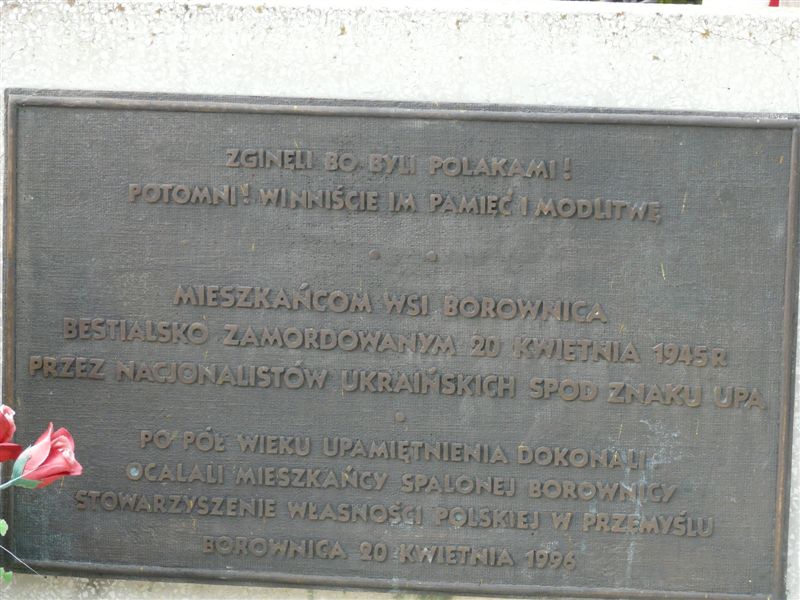 ZGINĘLI BO BYLI POLAKAMI!
POTOMNI! WINNIŚCIE IM PAMIĘĆ I MODLITWĘ
MIESZKAŃCOM WSI BOROWNICA
BESTIALSKO ZAMORDOWANYM 20 KWIETNIA 1945 R
PRZEZ NACJONALISTÓW UKRAIŃSKICH SPOD ZNAKU UPA
PO PÓŁ WIEKU UPAMIĘTNIENIA DOKONALI
OCALALI MIESZKAŃCY SPALONEJ BOROWNICY
STOWARZYSZENIE WŁASNOŚCI POLSKIEJ W PRZEMYŚLU
BOROWNICA 20 KWIETNIA 1996